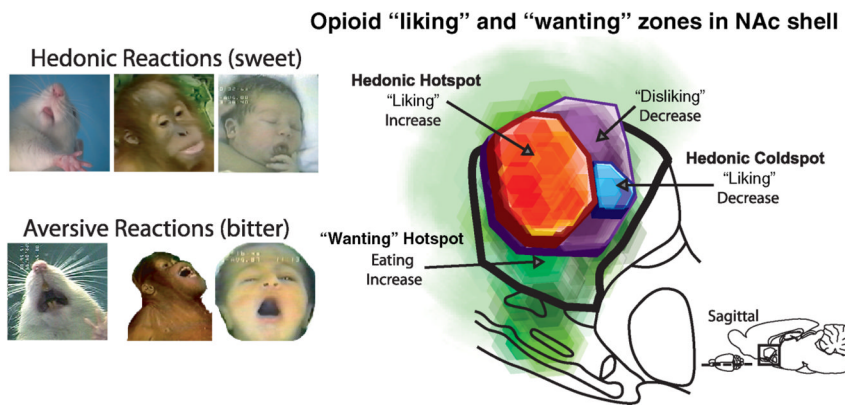 Opioid “liking” and “wanting” zones in NAc shell
Hedonic Reactions (sweet)
Aversive Reactions (bitter)
Hedonic Hotspot
“Liking”
Increase
“Disliking”
Decrease
Hedonic Coldspot
“Liking”
Decrease
“Wanting” Hotspot
Eating
Increase
Sagittal